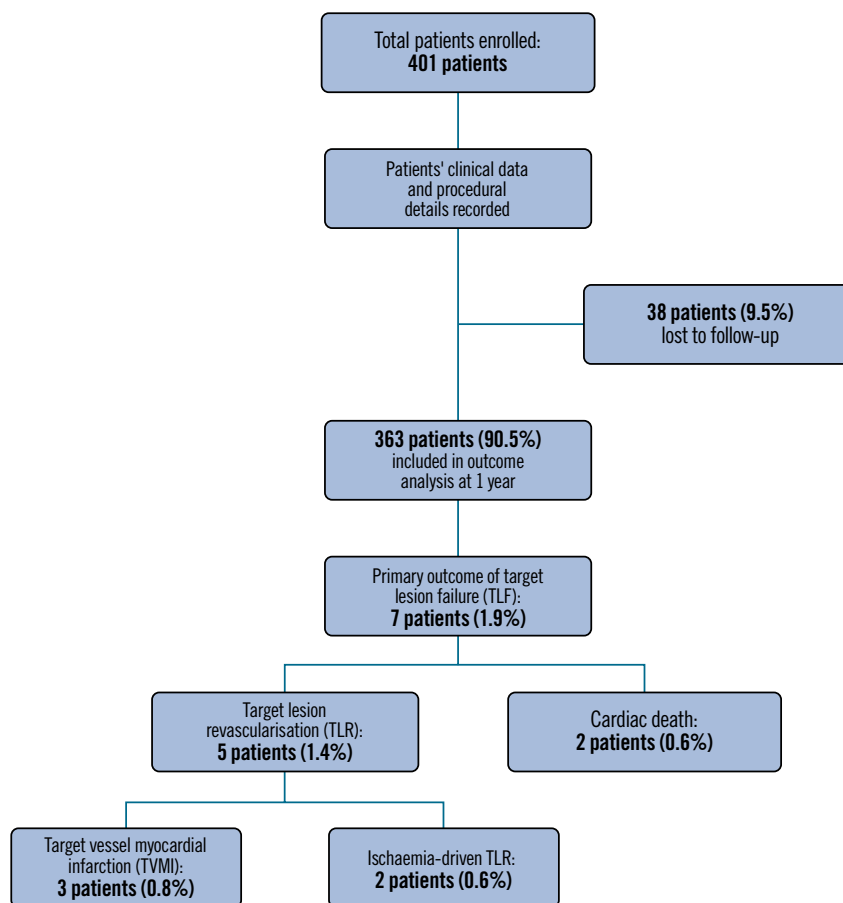 Total patients enrolled:
401 patients
Patients' clinical data
and procedural
details recorded
38 patients (9.5%)
lost to follow-up
363 patients (90.5%)
included in outcome
analysis at 1 year
Primary outcome of target
lesion failure (TLF):
7 patients (1.9%)
Target lesion
revascularisation (TLR):
5 patients (1.4%)
Cardiac death:
2 patients (0.6%)
Target vessel myocardial
infarction (TVMI):
3 patients (0.8%)
Ischaemia-driven TLR:
2 patients (0.6%)